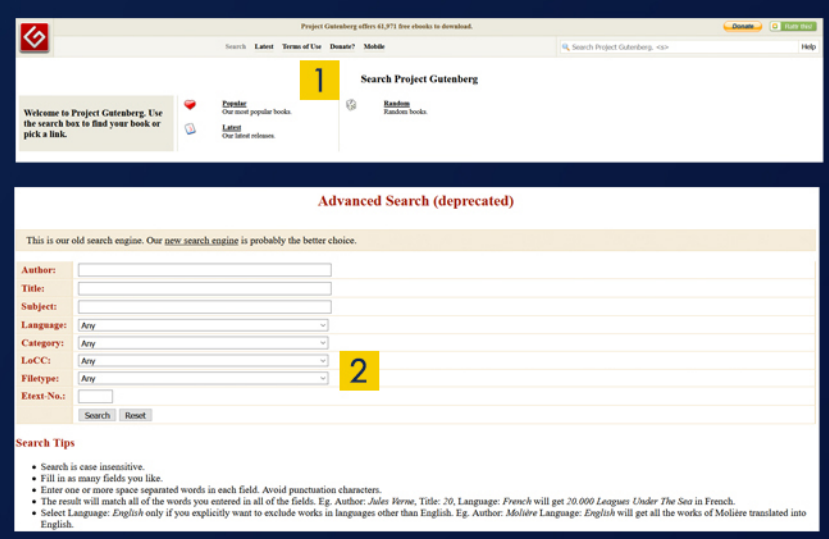 Project Gutenberg offers 61,971 free ebooks to download.
Donate
Search Latest Terms of Use Donate? Mobile
Search Project Gutenberg. <s>
Help
1
Search Project Gutenberg
Welcome to Project Gutenberg. Use
the search box to find your book or
pick a link.
Popular
Our most popular books.
Latest
Our latest releases.
Random
Random books.
Advanced Search (deprecated)
This is our old search engine. Our new search engine is probably the better choice.
Author:
Title:
Subject:
Language: Any
Category: Any
LoCC: Any
2
Filetype: Any
Etext-No.:
Search Reset
Search Tips
• Search is case insensitive.
• Fill in as many fields you like.
• Enter one or more space separated words in each field. Avoid punctuation characters.
• The result will match all of the words you entered in all of the fields. Eg. Author: Jules Verne, Title: 20, Language: French will get 20.000 Leagues Under The Sea in French.
• Select Language: English only if you explicitly want to exclude works in languages other than English. Eg. Author: Molière Language: English will get all the works of Molière translated into
English.